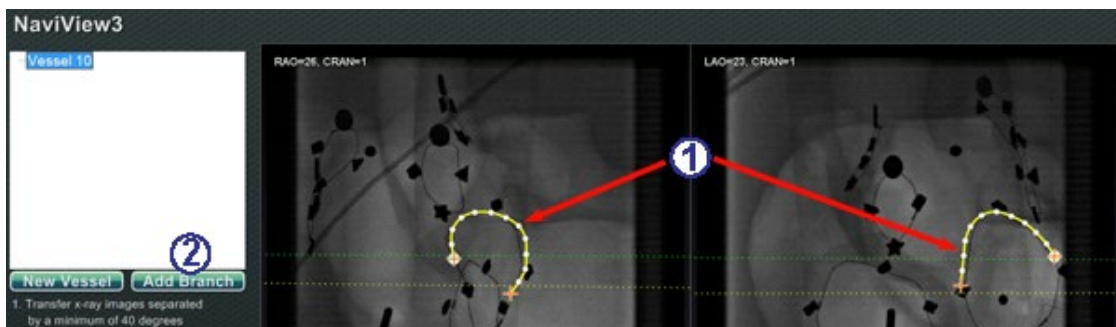 NaviView3
Vessel 10
RAO=26, CRAN=1
LAO=23, CRAN=1
1
2
New Vessel
Add Branch
1. Transfer x-ray images separated
by a minimum of 40 degrees